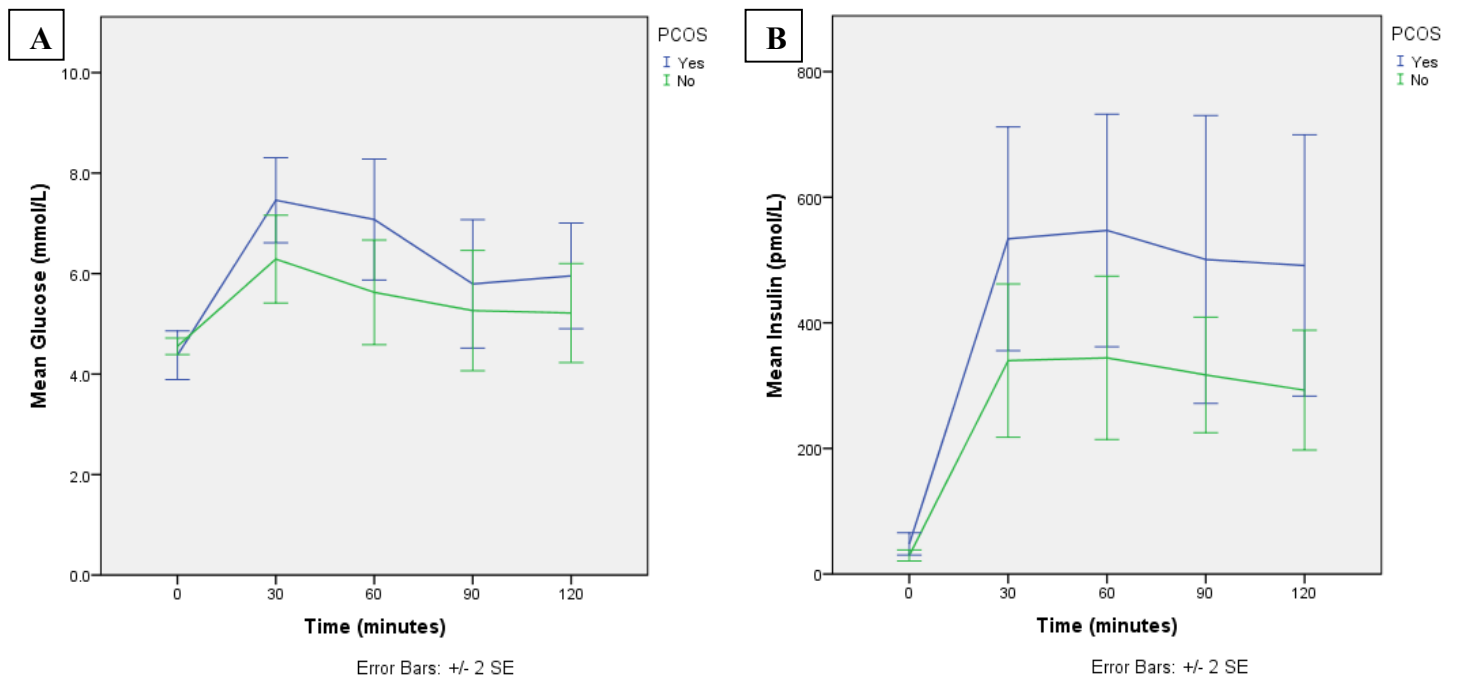 A
PCOS
Yes
No
10.0
8.0
6.0
4.0
2.0
0.0
Mean Glucose (mmol/L)
0 30 60 90 120
Time (minutes)
Error Bars: +/- 2 SE
B
PCOS
Yes
No
800
600
400
200
0
Mean Insulin (pmol/L)
0 30 60 90 120
Time (minutes)
Error Bars: +/- 2 SE